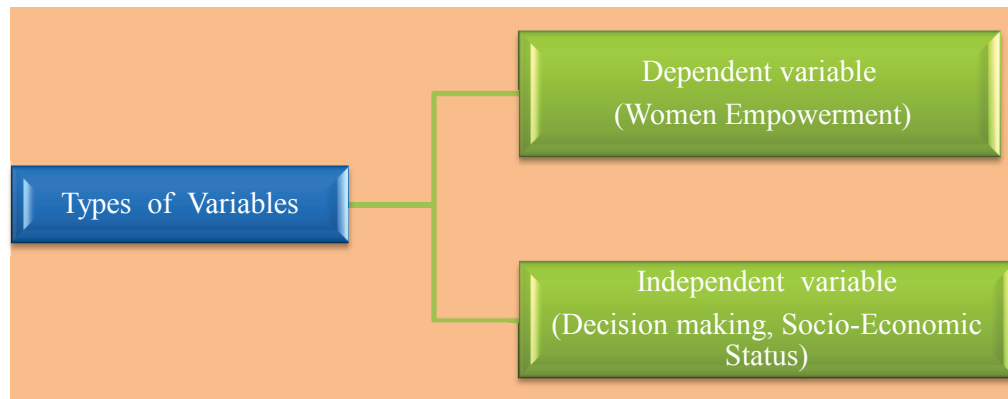 Dependent variable
(Women Empowerment)
Types of Variables
Independent variable
(Decision making, Socio-Economic
Status)